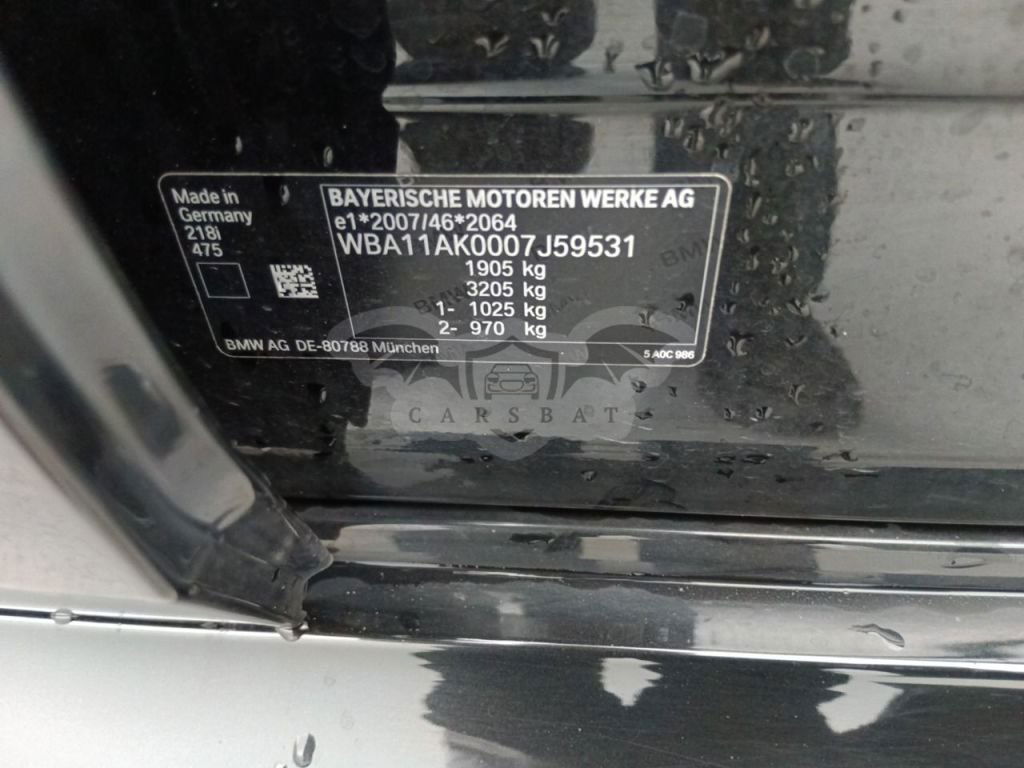 Made in
Germany
218i
475
BAYERISCHE MOTOREN WERKE AG
e1*2007/46*2064
WBA11AK0007J59531
1905 kg
3205 kg
1- 1025 kg
2- 970 kg
BMW AG DE-80788 München
5 A0C 986
CARSBAT